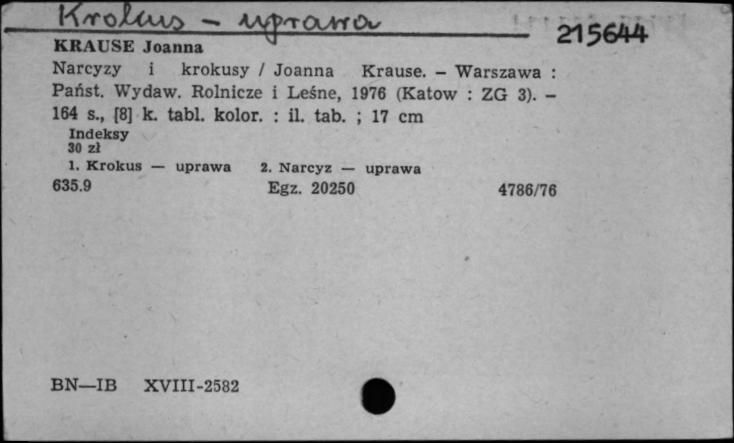 Krokus – uprawa
215644
KRAUSE Joanna
Narcyzy i krokusy / Joanna Krause. – Warszawa :
Państ. Wydaw. Rolnicze i Leśne, 1976 (Katow : ZG 3). –
164 s., [8] k. tabl. kolor. : il. tab. ; 17 cm
Indeksy
30 zł
1. Krokus — uprawa 2. Narcyz — uprawa
635.9 Egz. 20250 4786/76
BN—IB XVIII-2582